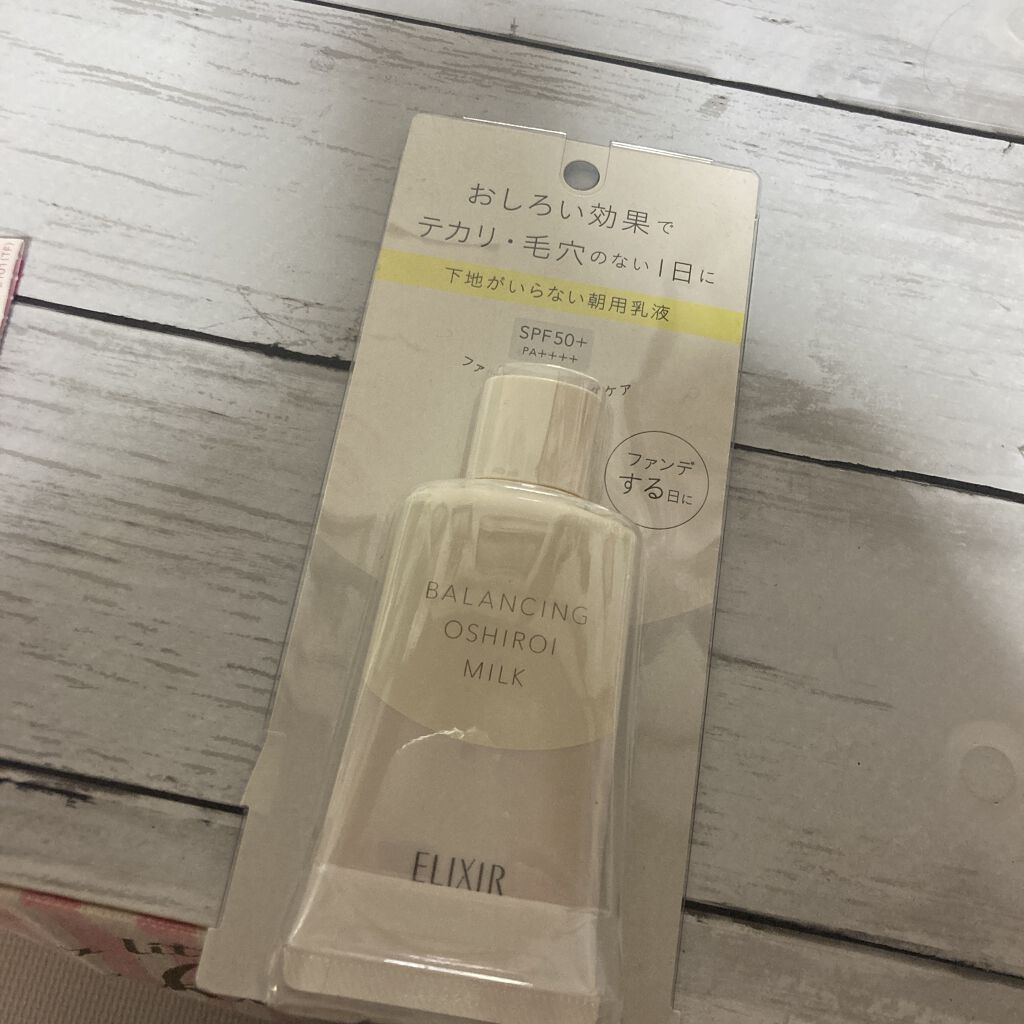 おしろい効果で
テカリ・毛穴のない1日に
下地がいらない朝用乳液
SPF50+
PA++++
ファンデ
する日に
BALANCING
OSHIROI
MILK
ELIXIR